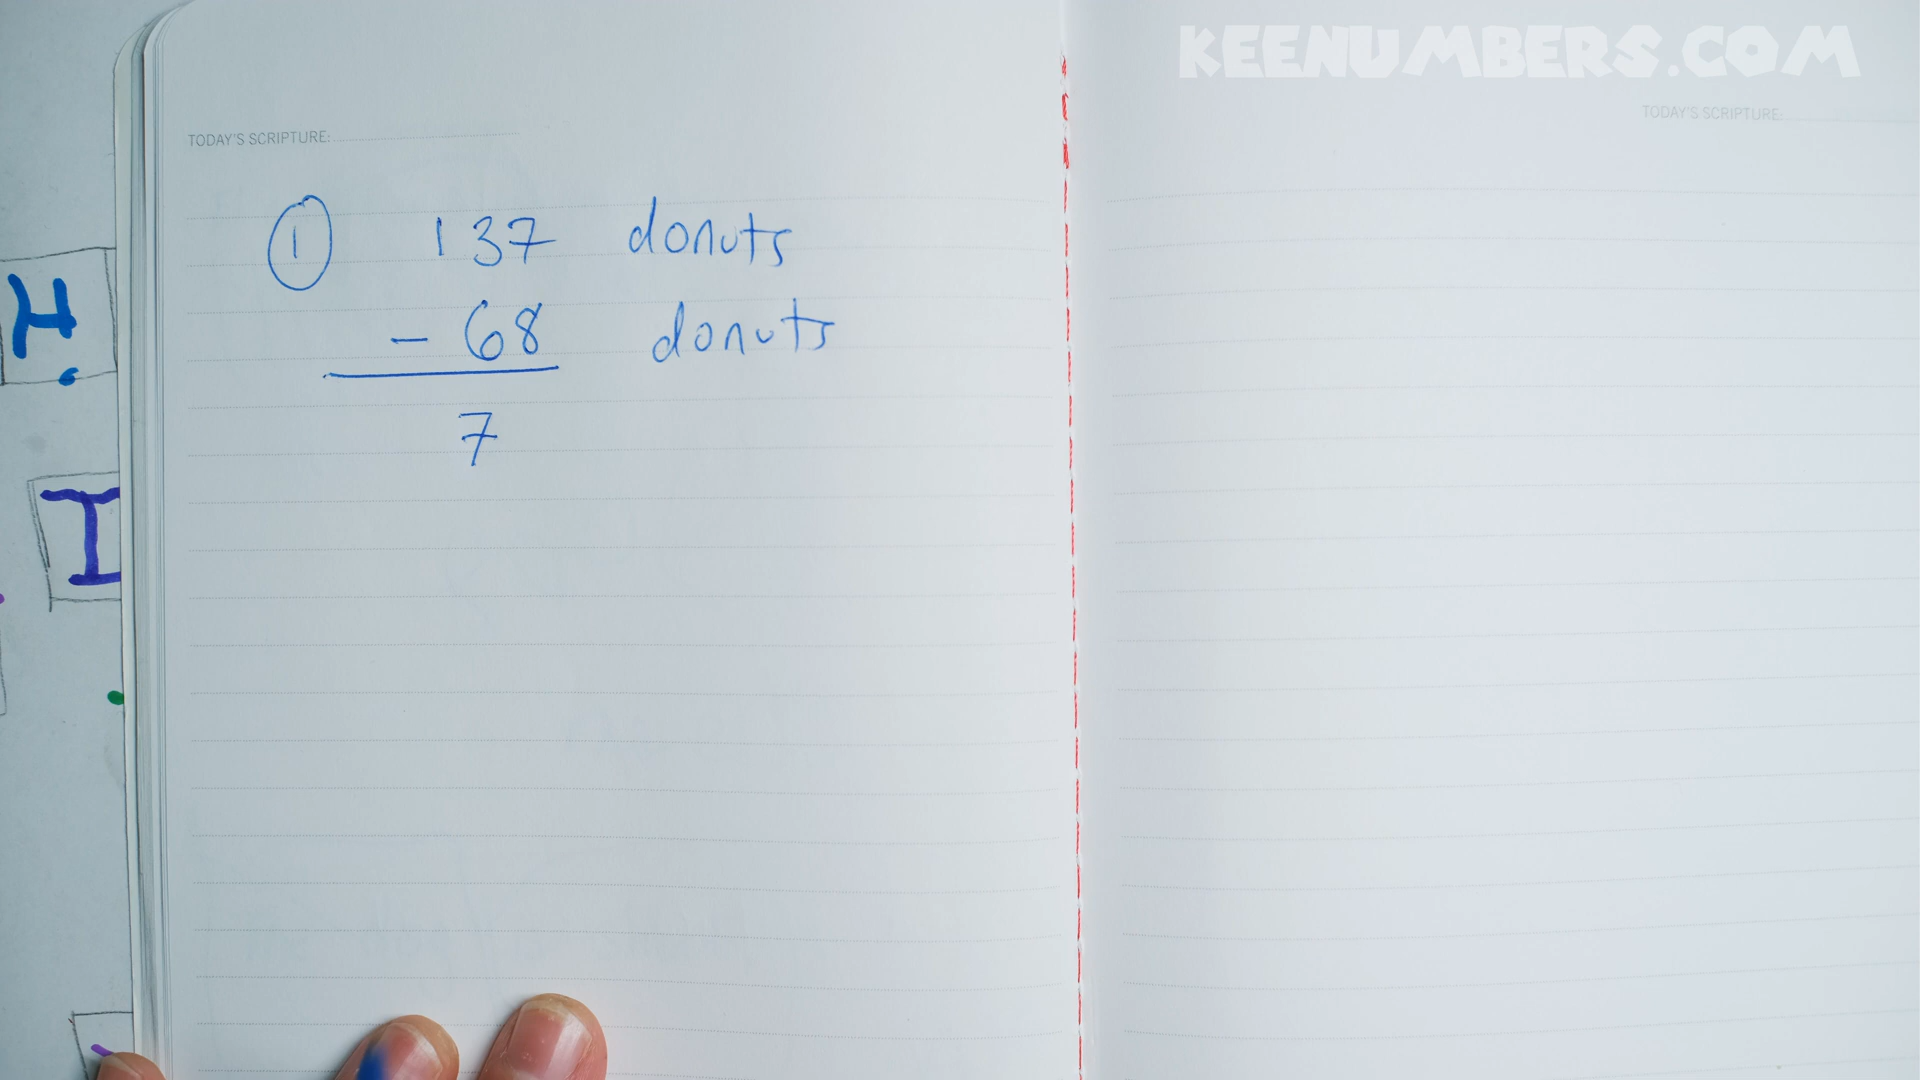 KEENUMBERS.COM
TODAY'S SCRIPTURE:
TODAY'S SCRIPTURE:
1 137 donuts
- 68 donuts
7
I